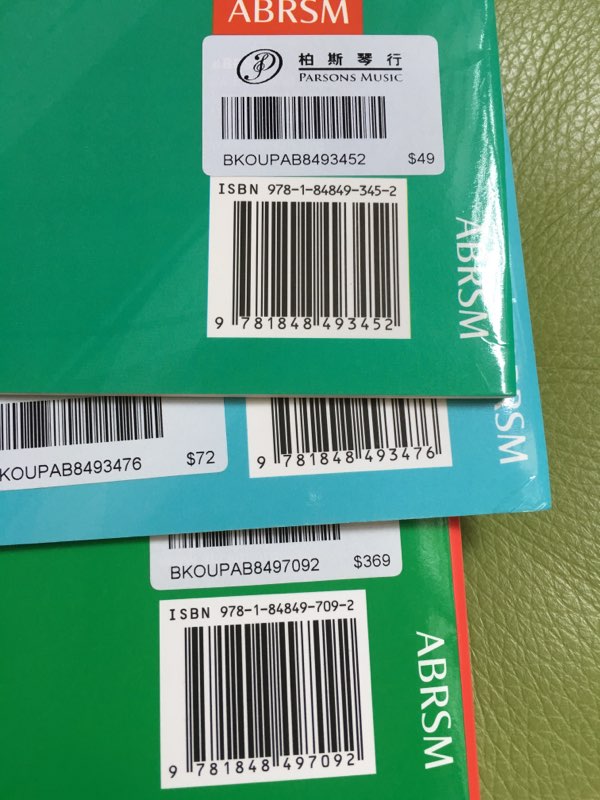 ABRSM
柏斯琴行
PARSONS MUSIC
BKOUPAB8493452 $49
ISBN 978-1-84849-345-2
9 781848 493452
ABRSM
KOUPAB8493476 $72
9 781848 493476
RSM
BKOUPAB8497092 $369
ISBN 978-1-84849-709-2
9 781848 497092
ABRSM